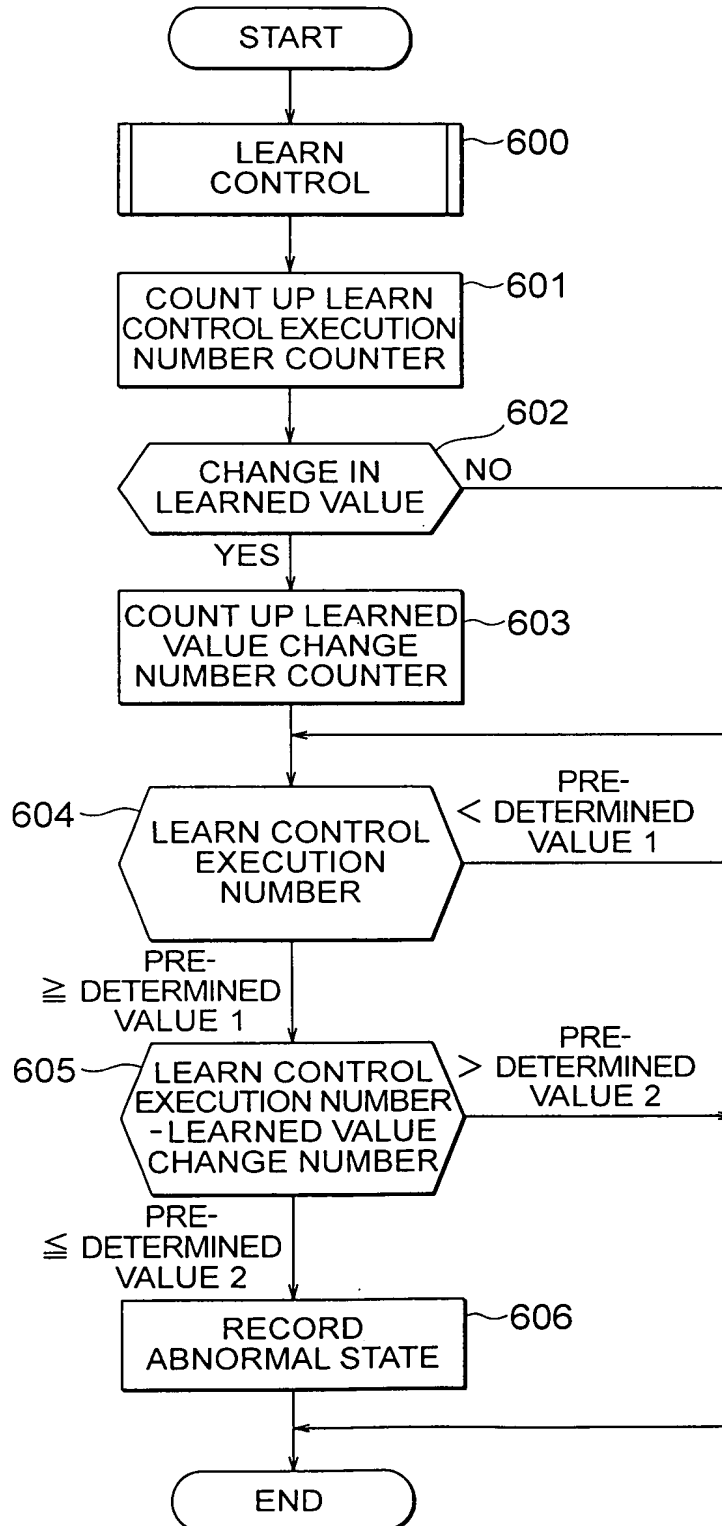 START
LEARN
CONTROL
600
COUNT UP LEARN
CONTROL EXECUTION
NUMBER COUNTER
601
602
CHANGE IN
LEARNED VALUE
NO
YES
COUNT UP LEARNED
VALUE CHANGE
NUMBER COUNTER
603
604
LEARN CONTROL
EXECUTION
NUMBER
PRE-
< DETERMINED
VALUE 1
PRE-
≧ DETERMINED
VALUE 1
605
LEARN CONTROL
EXECUTION NUMBER
-LEARNED VALUE
CHANGE NUMBER
PRE-
> DETERMINED
VALUE 2
PRE-
≦ DETERMINED
VALUE 2
RECORD
ABNORMAL STATE
606
END